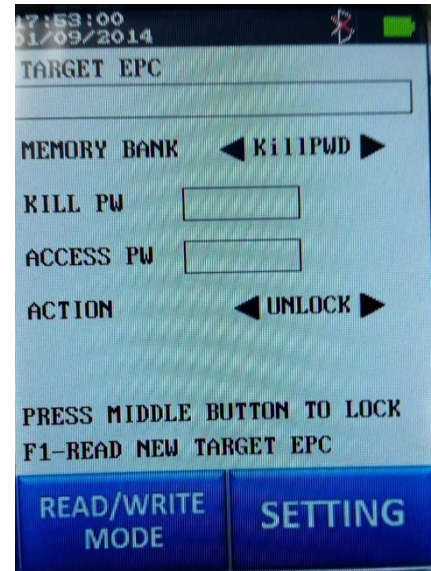 17:53:00
01/09/2014
TARGET EPC
MEMORY BANK KillPWD
KILL PW
ACCESS PW
ACTION UNLOCK
PRESS MIDDLE BUTTON TO LOCK
F1-READ NEW TARGET EPC
READ/WRITE
MODE
SETTING